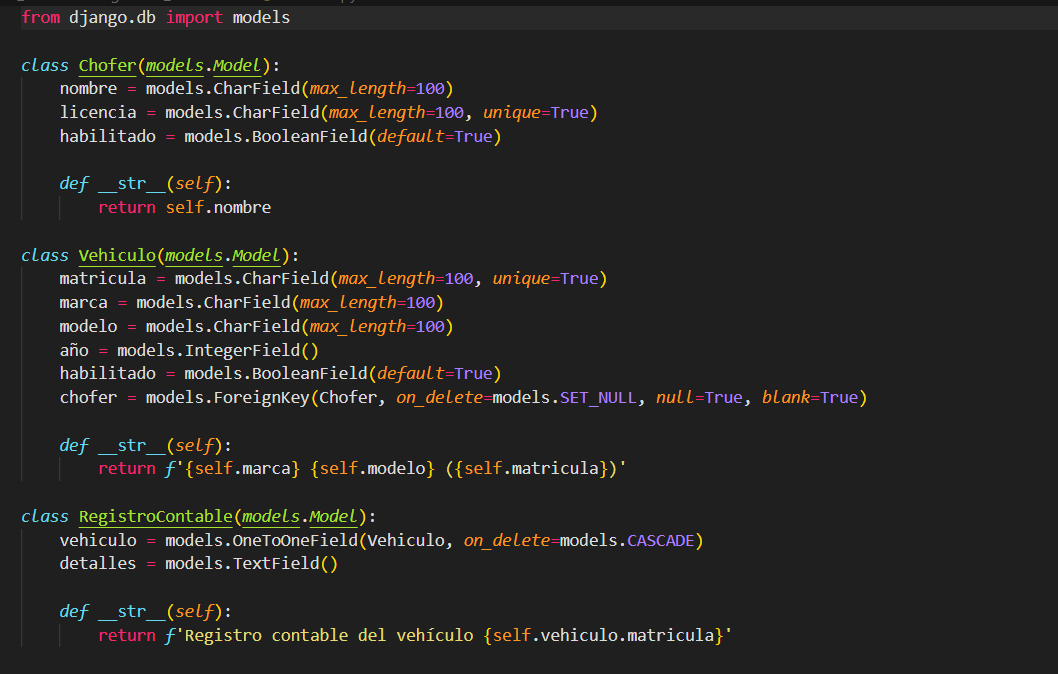 from django.db import models
class Chofer(models.Model):
nombre = models.CharField(max_length=100)
licencia = models.CharField(max_length=100, unique=True)
habilitado = models.BooleanField(default=True)
def __str__(self):
return self.nombre
class Vehiculo(models.Model):
matricula = models.CharField(max_length=100, unique=True)
marca = models.CharField(max_length=100)
modelo = models.CharField(max_length=100)
año = models.IntegerField()
habilitado = models.BooleanField(default=True)
chofer = models.ForeignKey(Chofer, on_delete=models.SET_NULL, null=True, blank=True)
def __str__(self):
return f'{self.marca} {self.modelo} ({self.matricula})'
class RegistroContable(models.Model):
vehiculo = models.OneToOneField(Vehiculo, on_delete=models.CASCADE)
detalles = models.TextField()
def __str__(self):
return f'Registro contable del vehículo {self.vehiculo.matricula}'